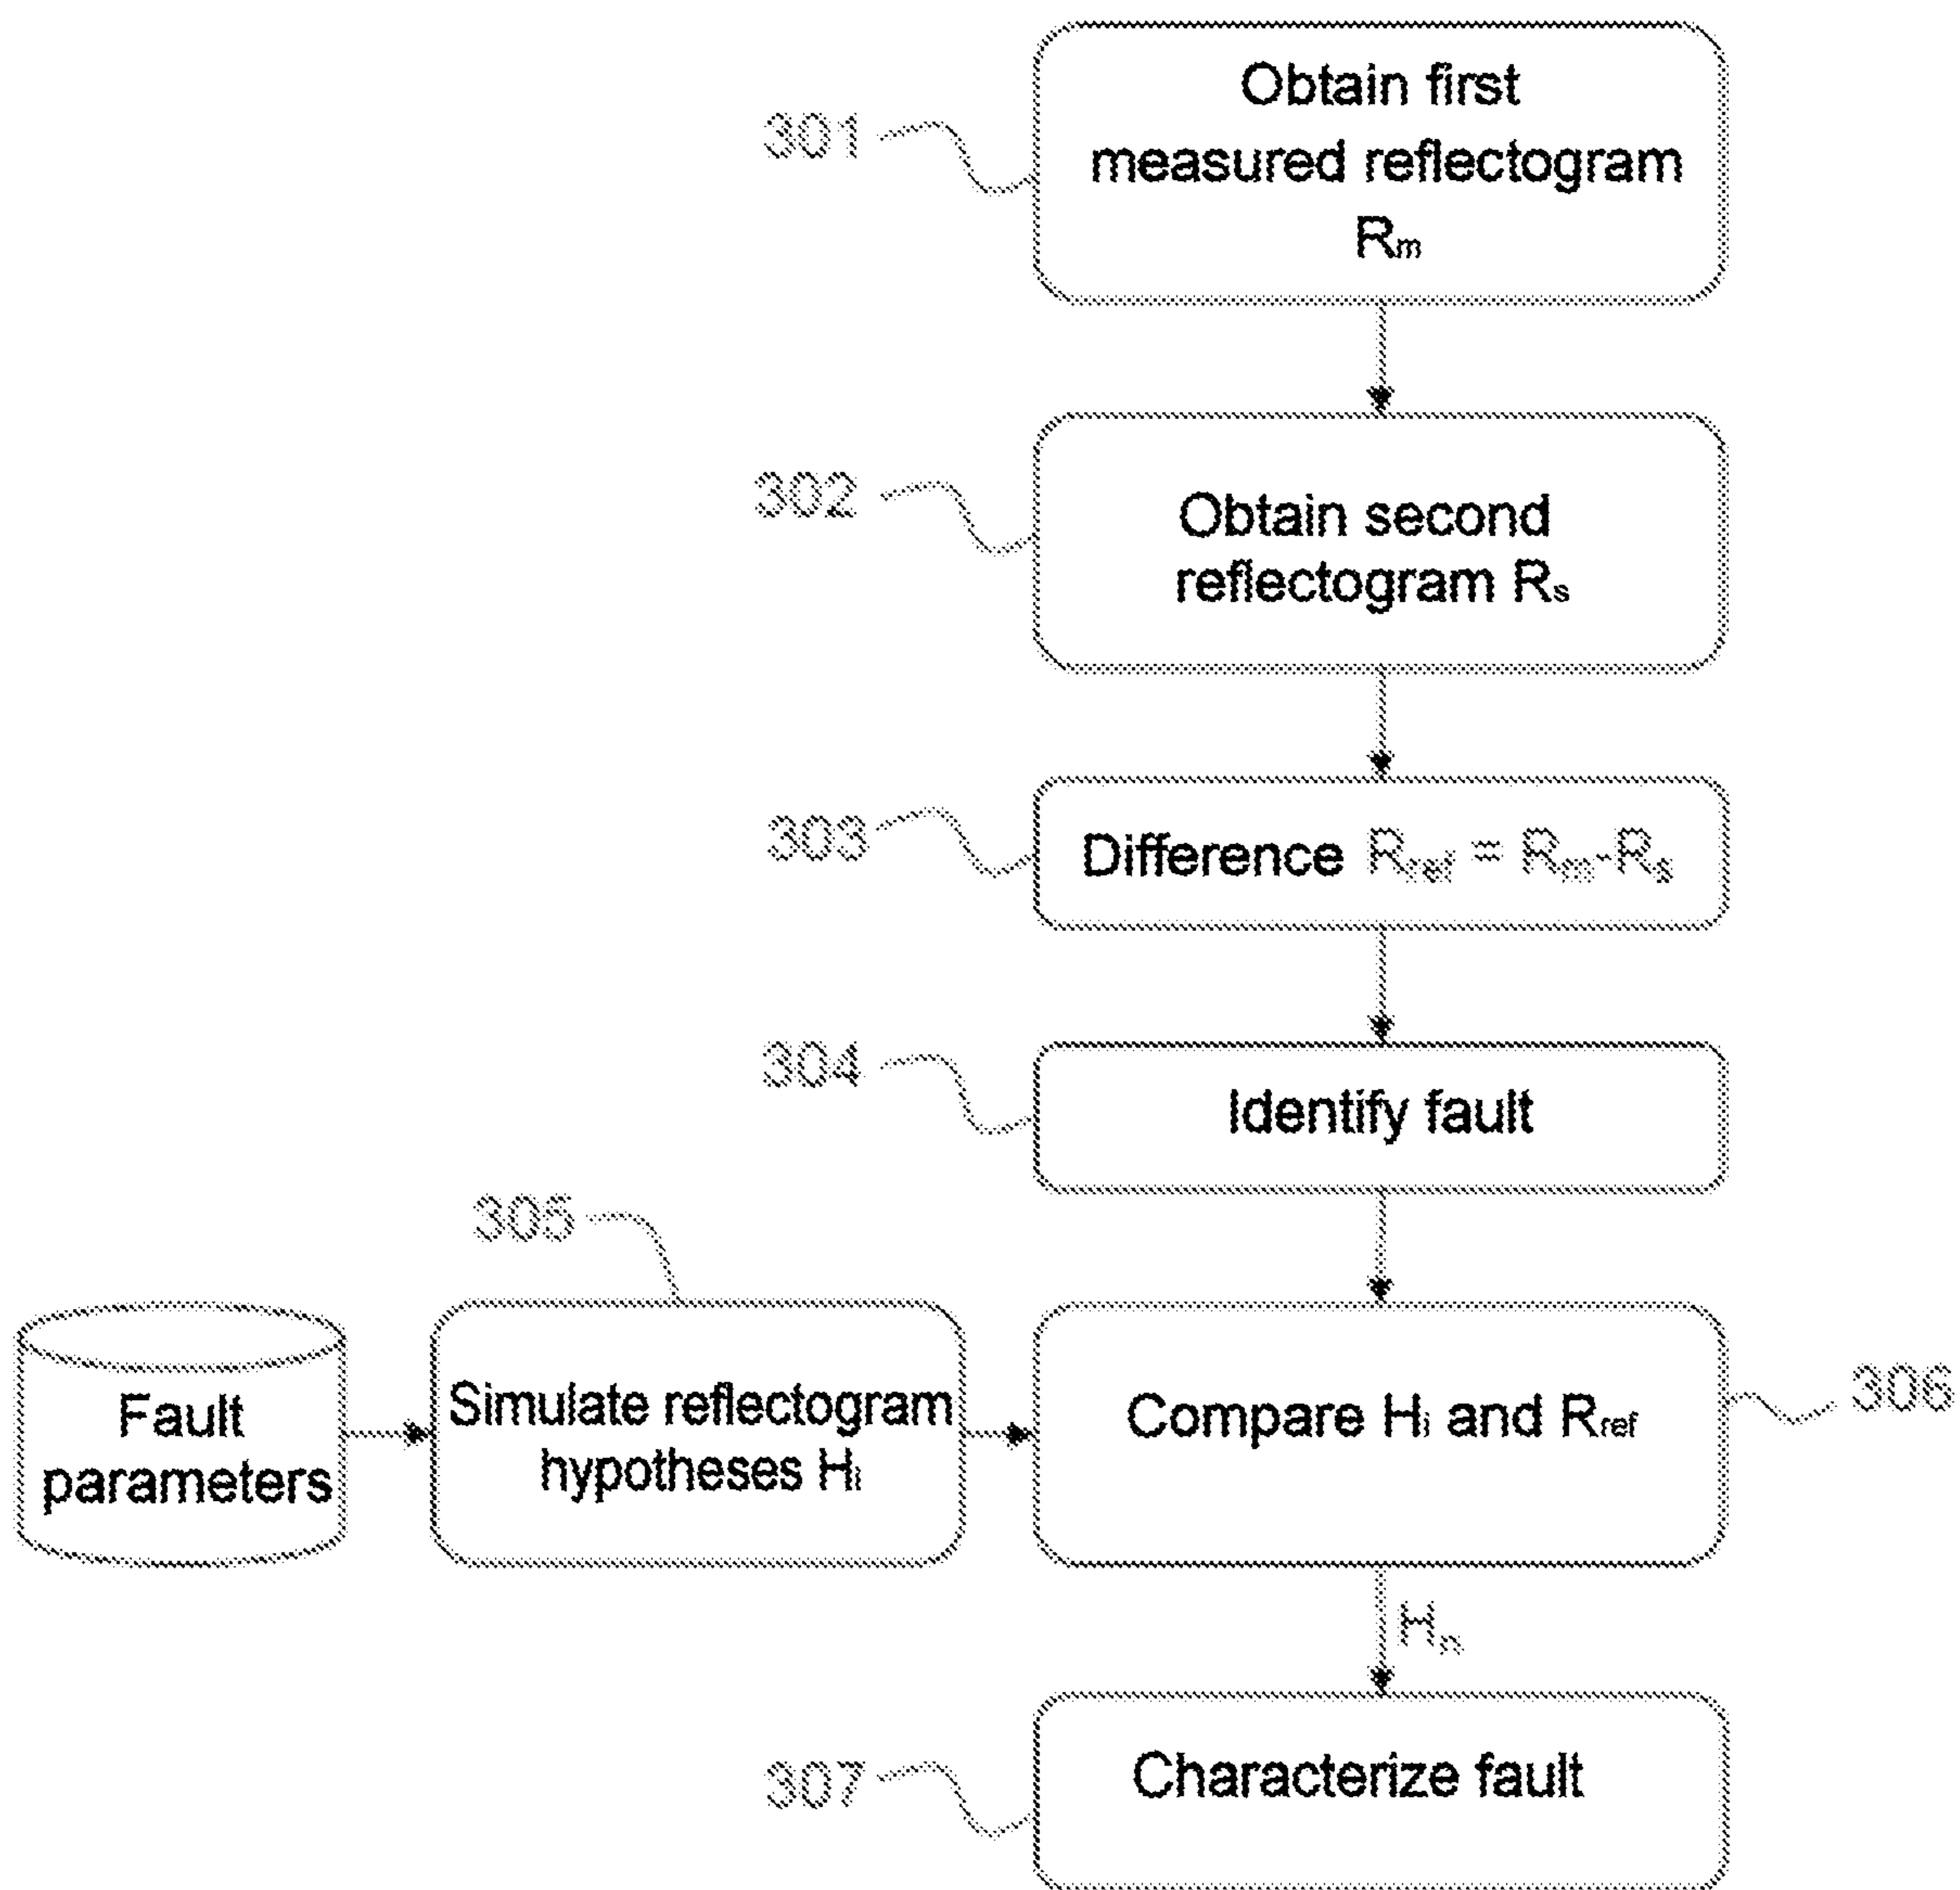 Obtain first
measured reflectogram
Rm
301
Obtain second
reflectogram Rs
302
Difference Rref = Rm-Rs
303
Identify fault
304
305
Fault
parameters
Simulate reflectogram
hypotheses Hi
Compare Hi and Rref
306
Hn
Characterize fault
307